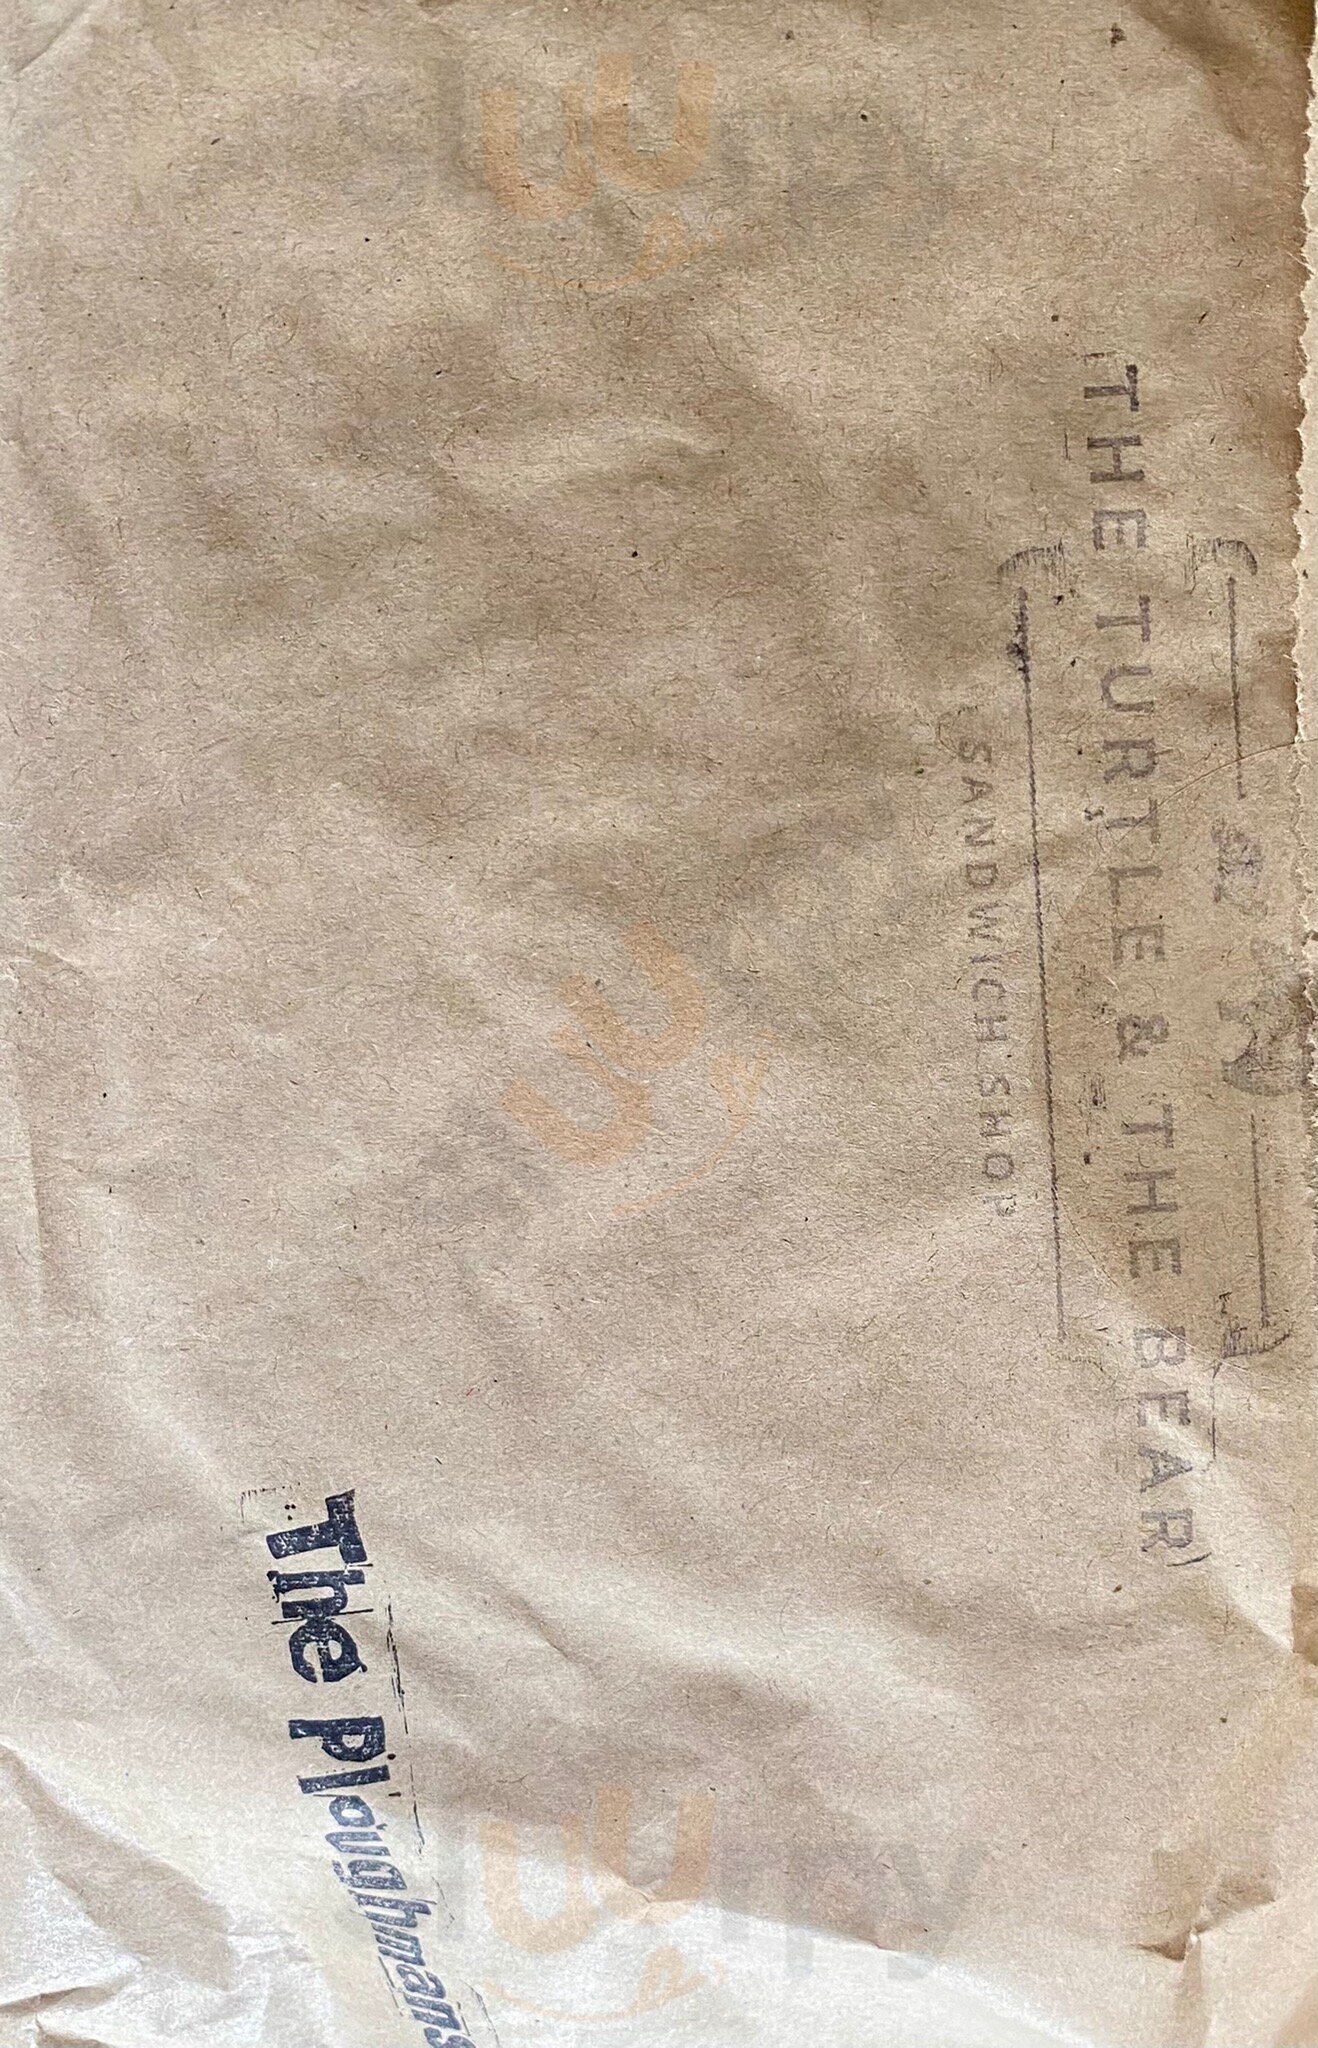 THE TURTLE & THE BEAR
SANDWICH SHOP
The Ploughmans